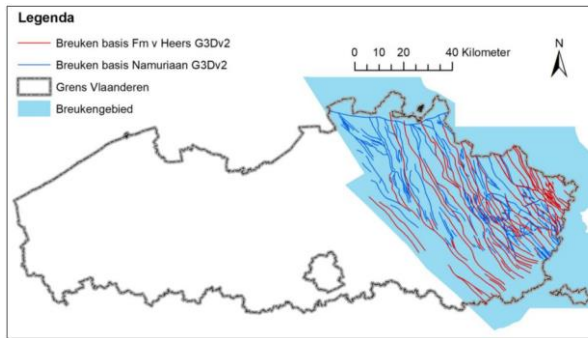 Legenda
Breuken basis Fm v Heers G3Dv2
Breuken basis Namuriaan G3Dv2
Grens Vlaanderen
Breukengebied
0 10 20 40 Kilometer
N